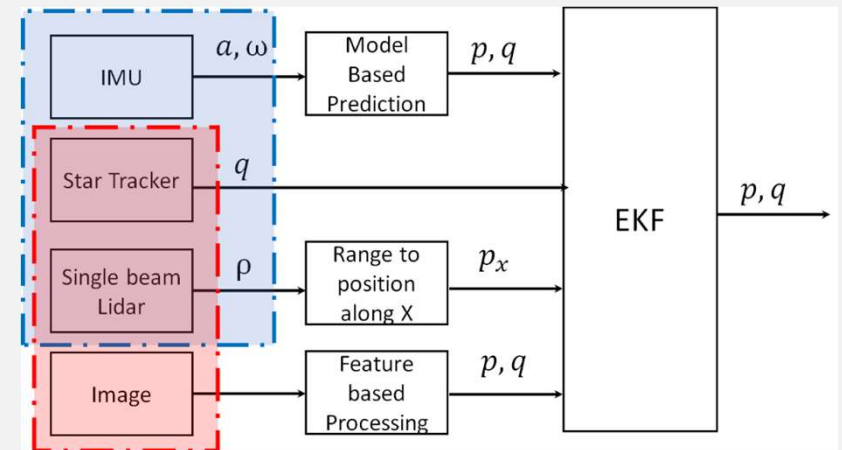 IMU
a, ω
Model
Based
Prediction
p, q
Star Tracker
q
EKF
p, q
Single beam
Lidar
ρ
Range to
position
along X
pₓ
Image
Feature
based
Processing
p, q